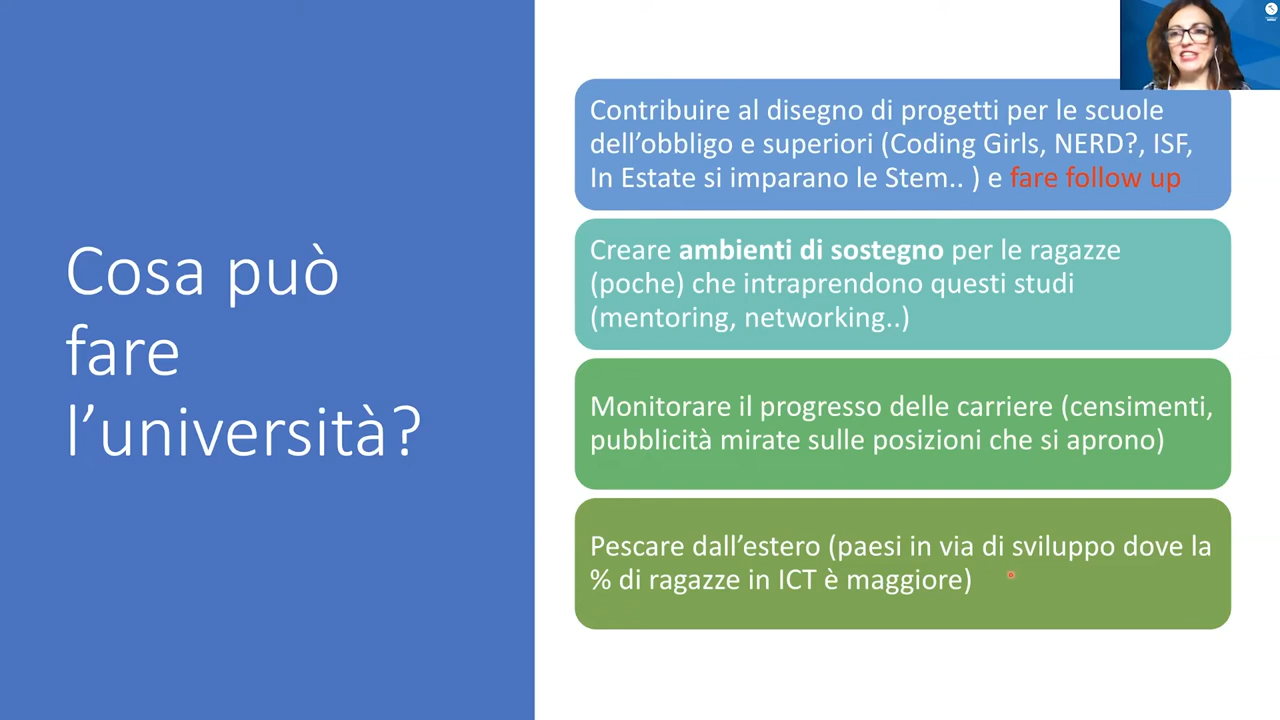 Cosa può
fare
l’università?
Contribuire al disegno di progetti per le scuole
dell’obbligo e superiori (Coding Girls, NERD?, ISF,
In Estate si imparano le Stem.. ) e fare follow up
Creare ambienti di sostegno per le ragazze
(poche) che intraprendono questi studi
(mentoring, networking..)
Monitorare il progresso delle carriere (censimenti,
pubblicità mirate sulle posizioni che si aprono)
Pescare dall’estero (paesi in via di sviluppo dove la
% di ragazze in ICT è maggiore)